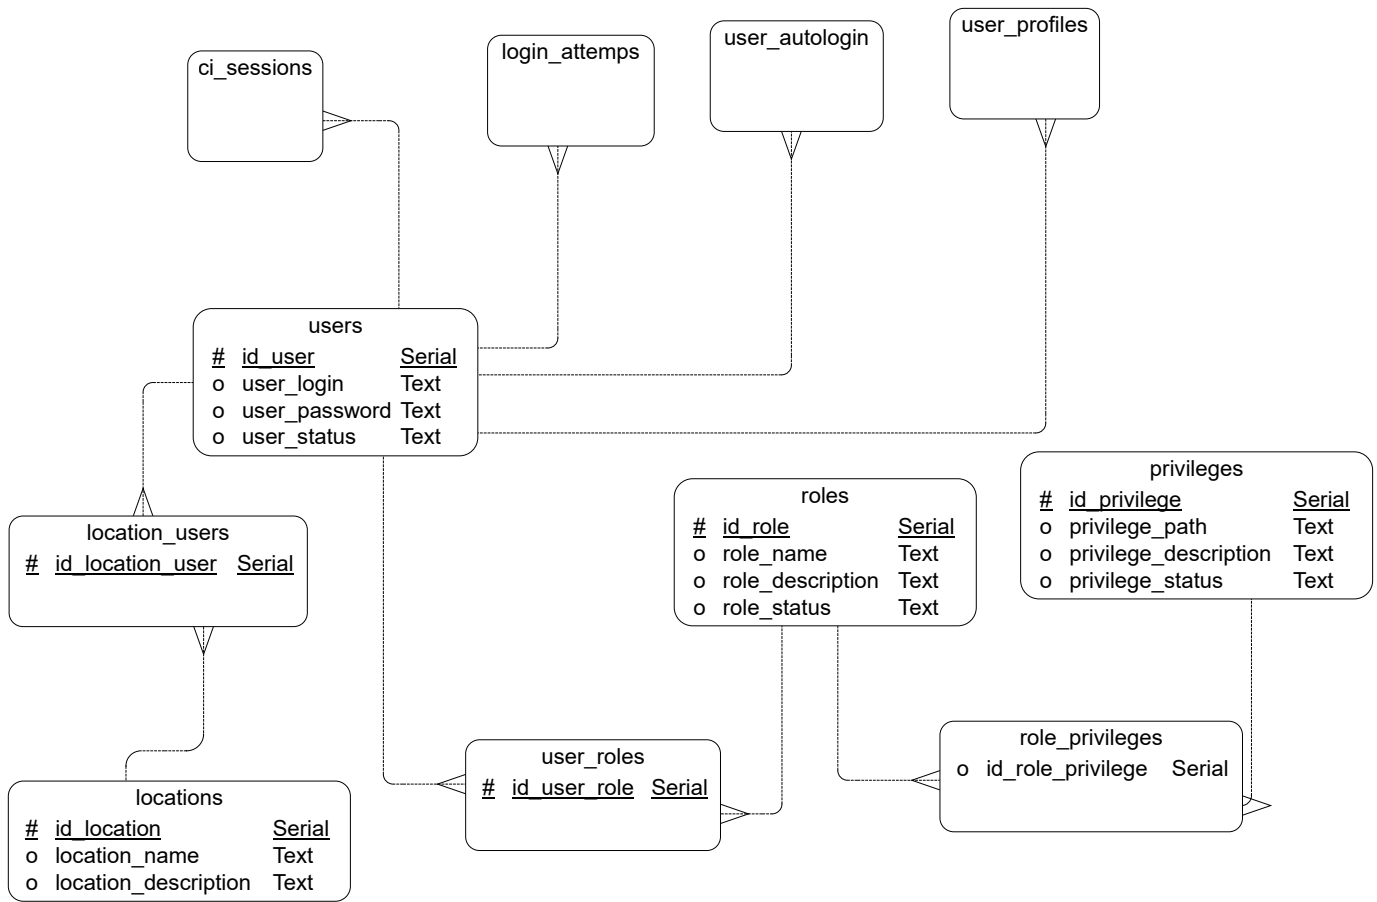 ci_sessions
login_attemps
user_autologin
user_profiles
users
# id_user Serial
o user_login Text
o user_password Text
o user_status Text
location_users
# id_location_user Serial
roles
# id_role Serial
o role_name Text
o role_description Text
o role_status Text
privileges
# id_privilege Serial
o privilege_path Text
o privilege_description Text
o privilege_status Text
locations
# id_location Serial
o location_name Text
o location_description Text
user_roles
# id_user_role Serial
role_privileges
o id_role_privilege Serial